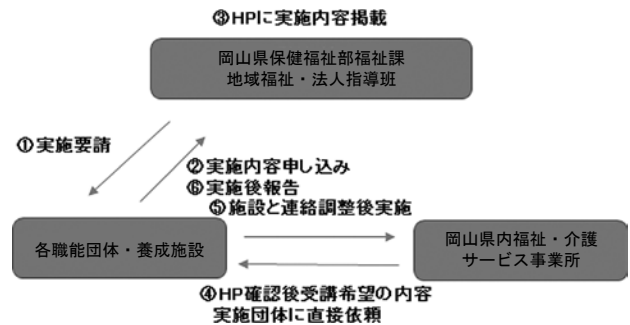 ③HPに実施内容掲載
岡山県保健福祉部福祉課
地域福祉・法人指導班
①実施要請
②実施内容申し込み
⑥実施後報告
⑤施設と連絡調整後実施
各職能団体・養成施設
岡山県内福祉・介護
サービス事業所
④HP確認後受講希望の内容
実施団体に直接依頼